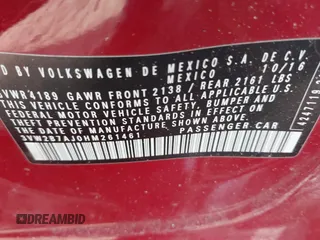 D BY VOLKSWAGEN DE MEXICO S.A. DE C.V.
MEXICO 10/16
GVWR 4189 GAWR FRONT 2138 / REAR 2161 LBS
THIS VEHICLE CONFORMS TO ALL APPLICABLE U.S.
FEDERAL MOTOR VEHICLE SAFETY, BUMPER AND
THEFT PREVENTION STANDARDS IN EFFECT ON
DATE OF MANUFACTURE SHOWN ABOVE
3VW2B7AJ0HM261461 PASSENGER CAR